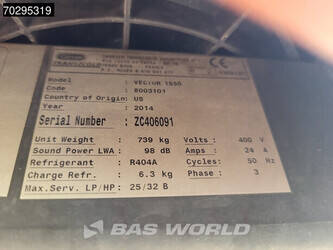 70295319
Carrier
Model : VECTOR 1550
Code : 8003101
Country of Origin: US
Year : 2014
Serial Number : ZC406091
Unit Weight : 739 kg Volts : 400 V
Sound Power LWA : 98 dB Amps : 24 A
Refrigerant : R404A Cycles: 50 Hz
Charge : 6.3 kg Phase : 3
Max.Serv. LP/HP: 25/32 B
BAS WORLD